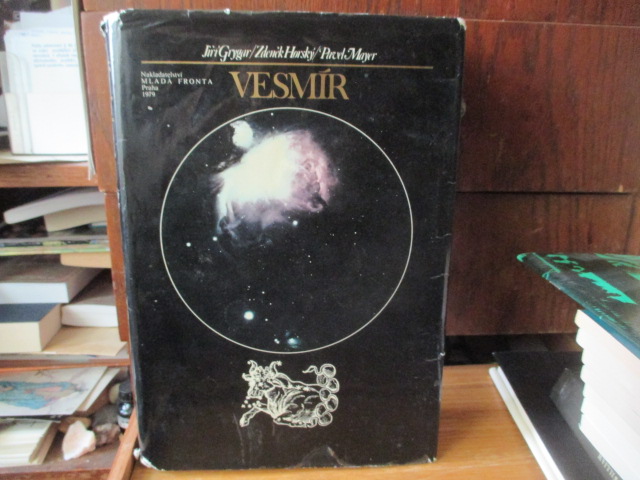 Jiří Grygar/Zdeněk Horský/Pavel Mayer
VESMÍR
Nakladatelství
MLADÁ FRONTA
Praha
1979